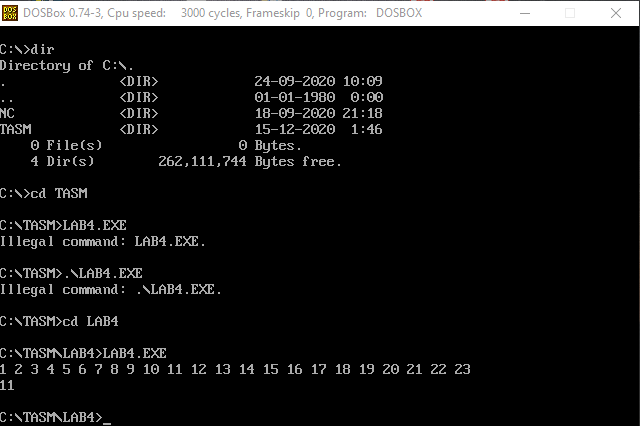 DOS
BOX
DOSBox 0.74-3, Cpu speed: 3000 cycles, Frameskip 0, Program: DOSBOX
C:\>dir
Directory of C:\.
. <DIR> 24-09-2020 10:09
.. <DIR> 01-01-1980 0:00
NC <DIR> 18-09-2020 21:18
TASM <DIR> 15-12-2020 1:46
0 File(s) 0 Bytes.
4 Dir(s) 262,111,744 Bytes free.
C:\>cd TASM
C:\TASM>LAB4.EXE
Illegal command: LAB4.EXE.
C:\TASM>.\LAB4.EXE
Illegal command: .\LAB4.EXE.
C:\TASM>cd LAB4
C:\TASM\LAB4>LAB4.EXE
1 2 3 4 5 6 7 8 9 10 11 12 13 14 15 16 17 18 19 20 21 22 23
11
C:\TASM\LAB4>_